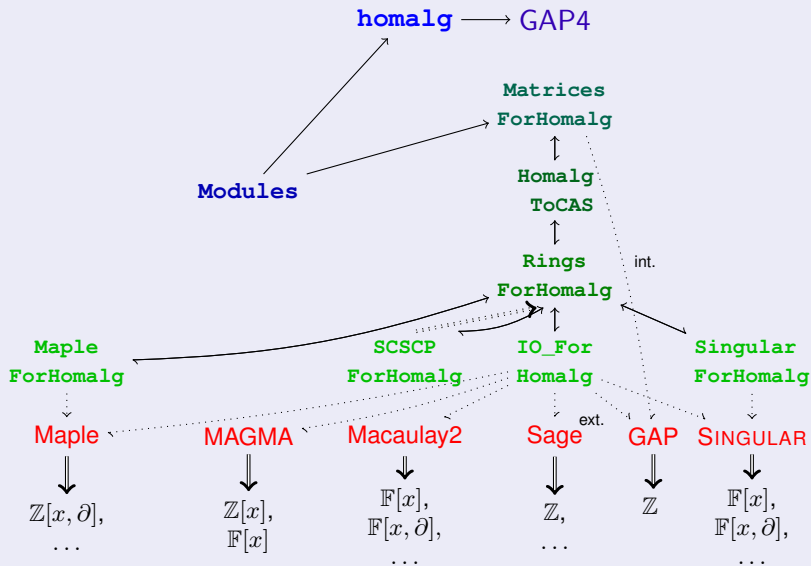 homalg GAP4
Matrices
ForHomalg
Modules
Homalg
ToCAS
Rings
ForHomalg
int.
Maple SCSCP IO_For Singular
ForHomalg ForHomalg Homalg ForHomalg
ext.
Maple MAGMA Macaulay2 Sage GAP SINGULAR
ℤ[x, ∂], ℤ[x], 𝔽[x], ℤ, ℤ 𝔽[x],
... 𝔽[x] 𝔽[x, ∂], ... 𝔽[x, ∂],
... ...